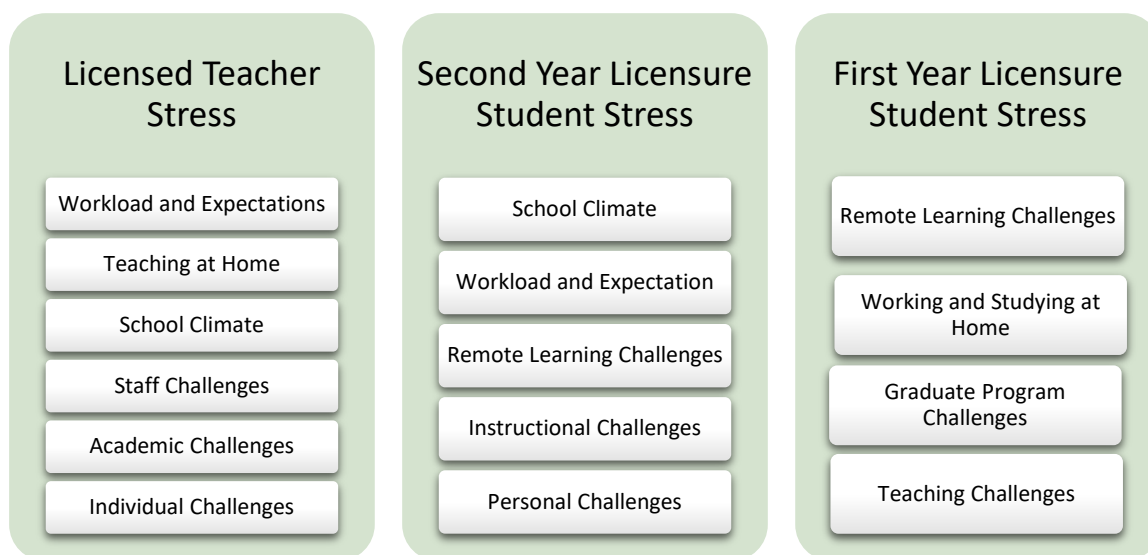 Licensed Teacher
Stress
Workload and Expectations
Teaching at Home
School Climate
Staff Challenges
Academic Challenges
Individual Challenges
Second Year Licensure
Student Stress
School Climate
Workload and Expectation
Remote Learning Challenges
Instructional Challenges
Personal Challenges
First Year Licensure
Student Stress
Remote Learning Challenges
Working and Studying at
Home
Graduate Program
Challenges
Teaching Challenges